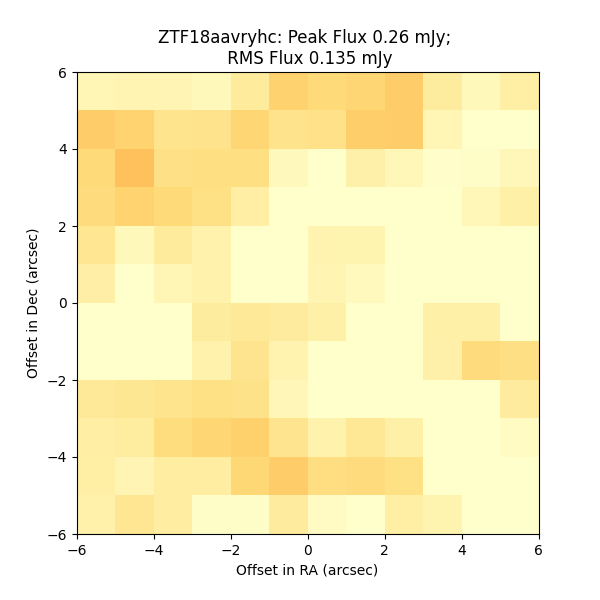 ZTF18aavryhc: Peak Flux 0.26 mJy;
RMS Flux 0.135 mJy
6
4
2
0
−2
−4
−6
Offset in Dec (arcsec)
−6 −4 −2 0 2 4 6
Offset in RA (arcsec)